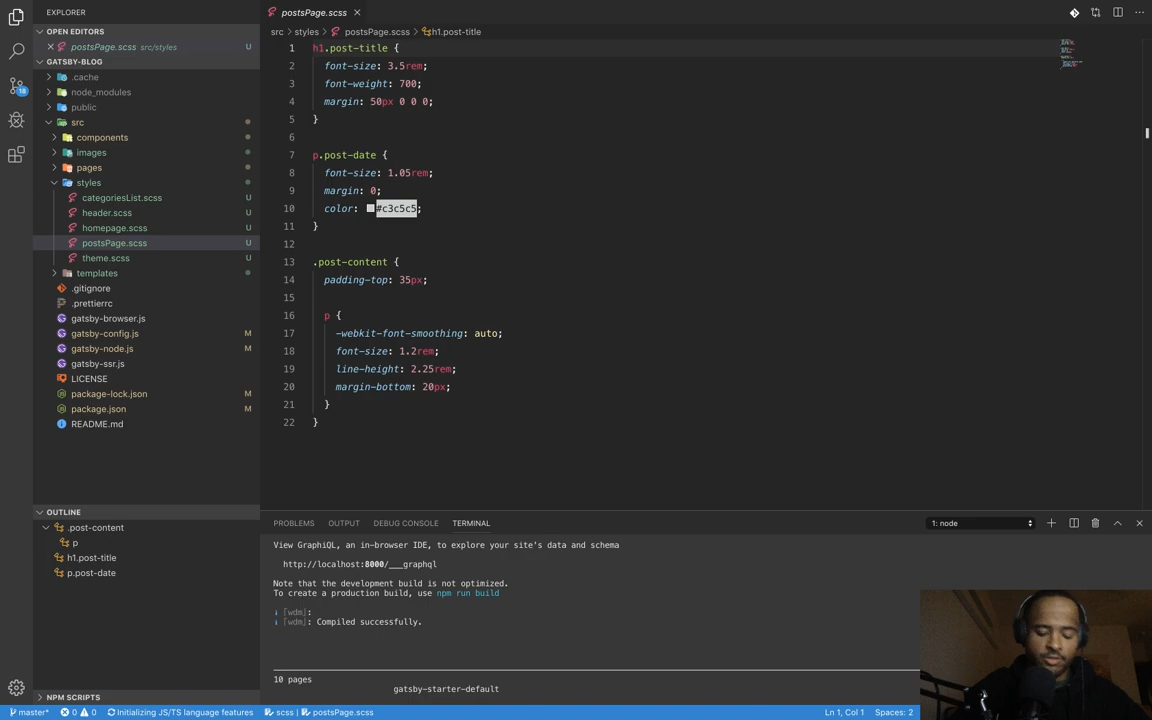 EXPLORER
OPEN EDITORS
postsPage.scss src/styles U
GATSBY-BLOG
.cache
node_modules
public
src
components
images
pages
styles
categoriesList.scss U
header.scss U
homepage.scss U
postsPage.scss U
theme.scss U
templates
.gitignore
.prettierrc
gatsby-browser.js
gatsby-config.js M
gatsby-node.js M
gatsby-ssr.js
LICENSE
package-lock.json M
package.json M
README.md
18
OUTLINE
.post-content
p
h1.post-title
p.post-date
NPM SCRIPTS
postsPage.scss
src > styles > postsPage.scss > h1.post-title
1 h1.post-title {
2 font-size: 3.5rem;
3 font-weight: 700;
4 margin: 50px 0 0 0;
5 }
6
7 p.post-date {
8 font-size: 1.05rem;
9 margin: 0;
10 color: #c3c5c5;
11 }
12
13 .post-content {
14 padding-top: 35px;
15
16 p {
17 -webkit-font-smoothing: auto;
18 font-size: 1.2rem;
19 line-height: 2.25rem;
20 margin-bottom: 20px;
21 }
22 }
PROBLEMS OUTPUT DEBUG CONSOLE TERMINAL 1: node
View GraphiQL, an in-browser IDE, to explore your site's data and schema
http://localhost:8000/___graphql
Note that the development build is not optimized.
To create a production build, use npm run build
ℹ ｢wdm｣:
ℹ ｢wdm｣: Compiled successfully.
10 pages
gatsby-starter-default
master* 0 0 Initializing JS/TS language features scss | postsPage.scss Ln 1, Col 1 Spaces: 2